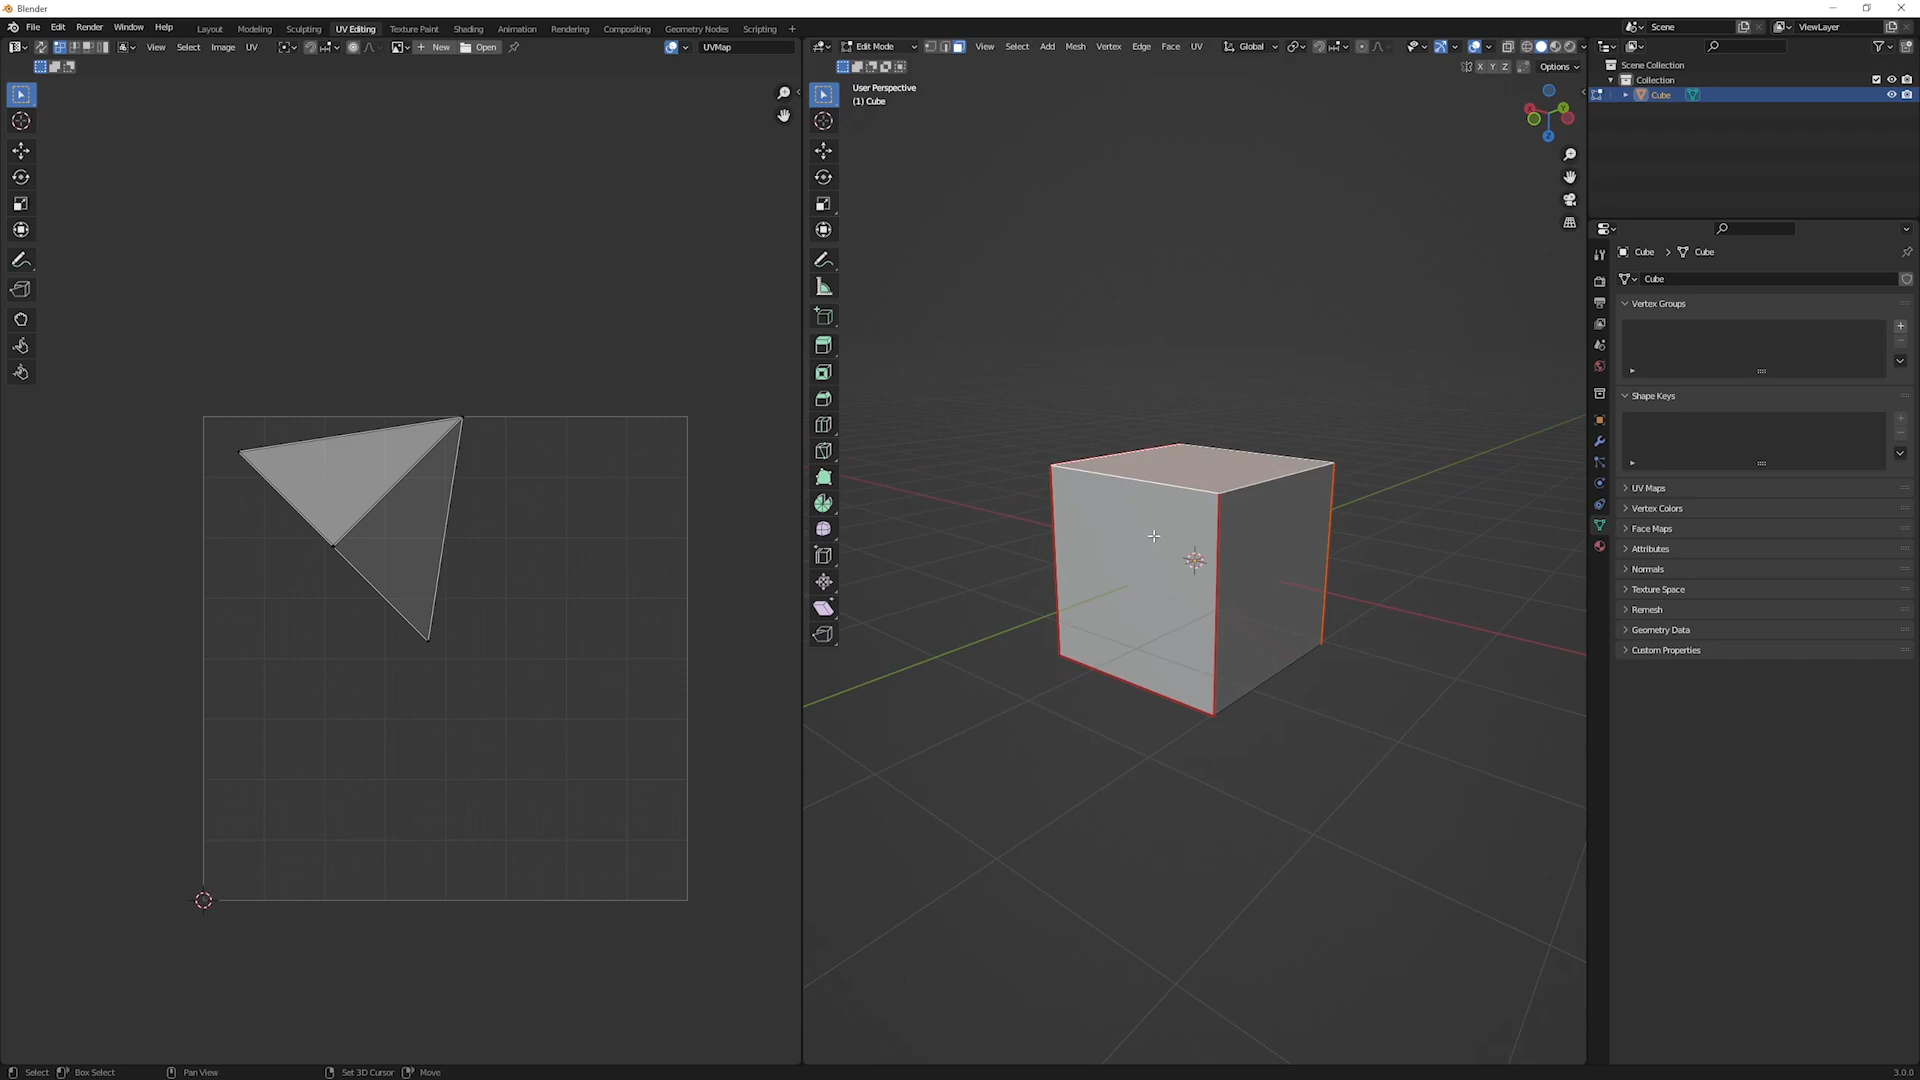 Blender
File Edit Render Window Help
Layout Modeling Sculpting UV Editing Texture Paint Shading Animation Rendering Compositing Geometry Nodes Scripting +
Scene
ViewLayer
View Select Image UV
New
Open
UVMap
Edit Mode
View Select Add Mesh Vertex Edge Face UV
Global
X Y Z
Options
User Perspective
(1) Cube
X
Y
Z
Scene Collection
Collection
Cube
Cube > Cube
Cube
Vertex Groups
Shape Keys
UV Maps
Vertex Colors
Face Maps
Attributes
Normals
Texture Space
Remesh
Geometry Data
Custom Properties
Select Box Select Pan View Set 3D Cursor Move
3.0.0